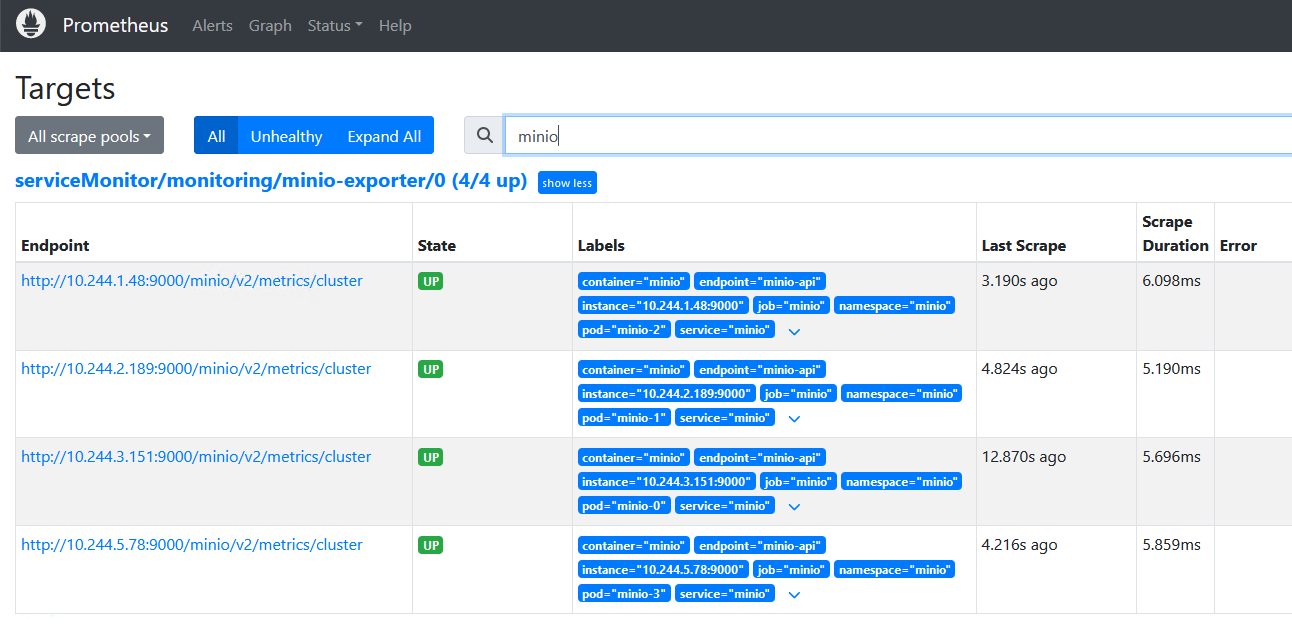 Prometheus Alerts Graph Status Help
Targets
All scrape pools All Unhealthy Expand All minio
serviceMonitor/monitoring/minio-exporter/0 (4/4 up) show less
Endpoint State Labels Last Scrape Scrape Duration Error
http://10.244.1.48:9000/minio/v2/metrics/cluster UP container="minio" endpoint="minio-api" 3.190s ago 6.098ms
instance="10.244.1.48:9000" job="minio" namespace="minio"
pod="minio-2" service="minio"
http://10.244.2.189:9000/minio/v2/metrics/cluster UP container="minio" endpoint="minio-api" 4.824s ago 5.190ms
instance="10.244.2.189:9000" job="minio" namespace="minio"
pod="minio-1" service="minio"
http://10.244.3.151:9000/minio/v2/metrics/cluster UP container="minio" endpoint="minio-api" 12.870s ago 5.696ms
instance="10.244.3.151:9000" job="minio" namespace="minio"
pod="minio-0" service="minio"
http://10.244.5.78:9000/minio/v2/metrics/cluster UP container="minio" endpoint="minio-api" 4.216s ago 5.859ms
instance="10.244.5.78:9000" job="minio" namespace="minio"
pod="minio-3" service="minio"